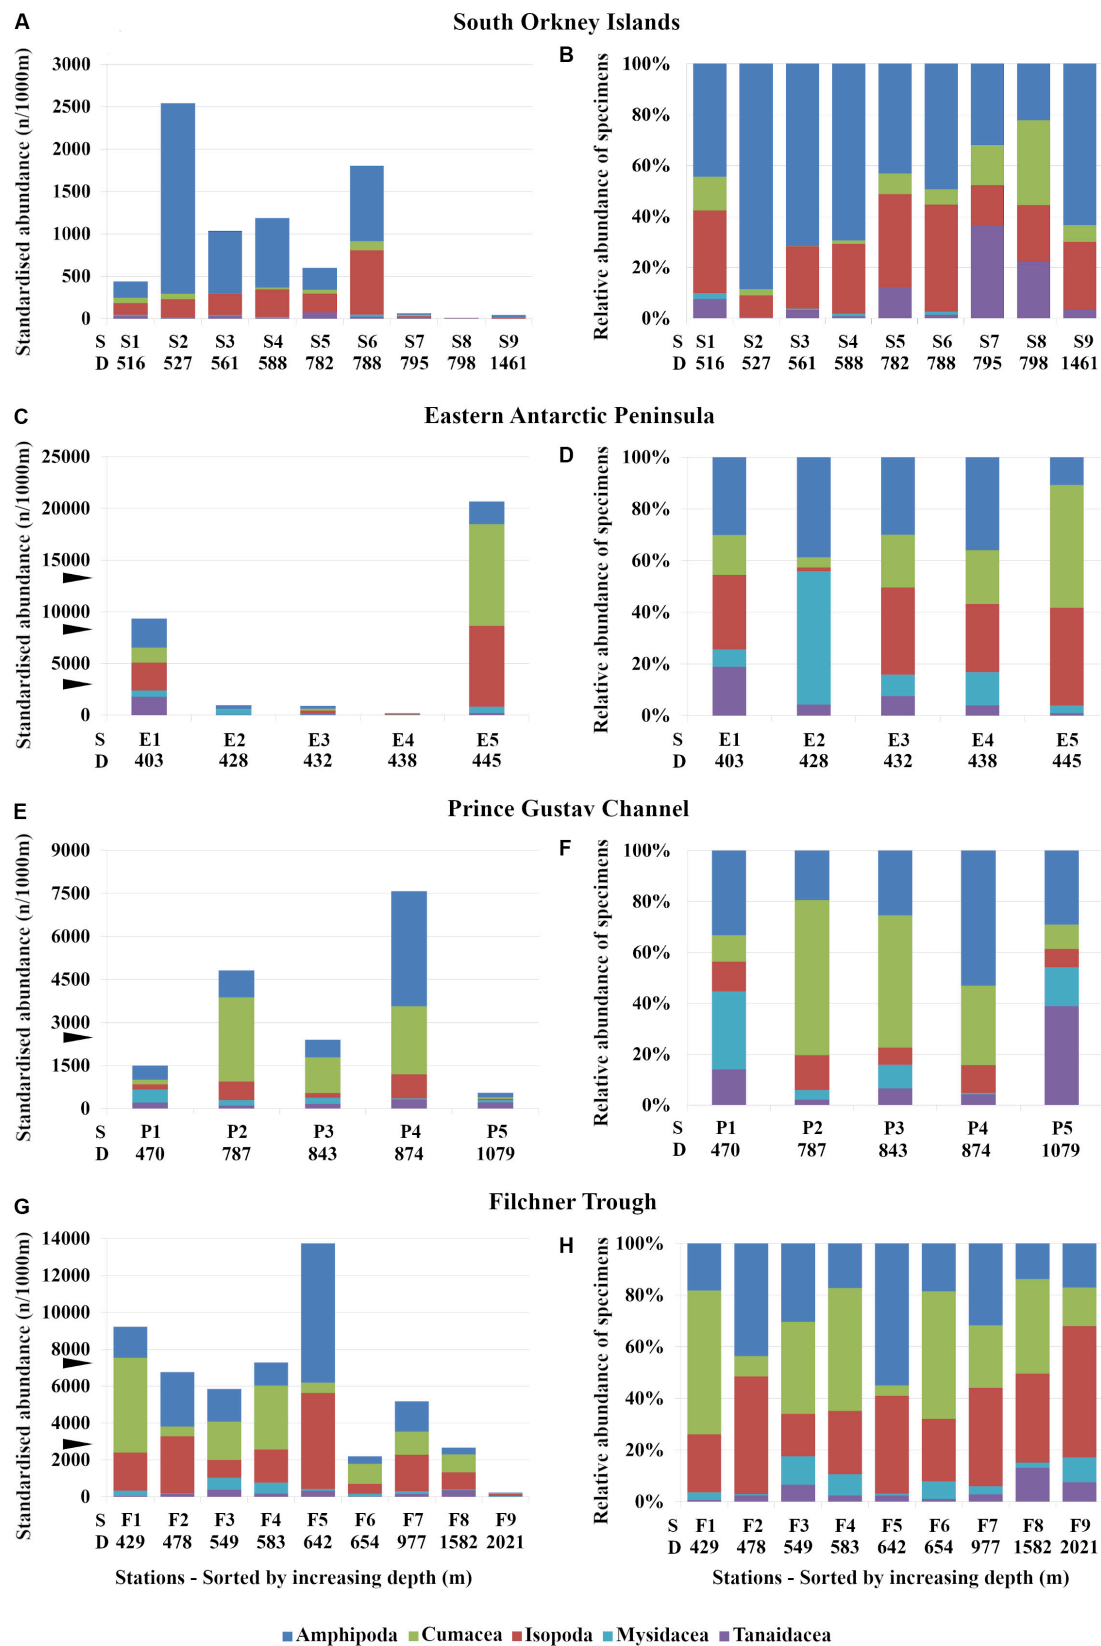 South Orkney Islands
A
Standardised abundance (n/1000m)
3000
2500
2000
1500
1000
500
0
S S1 S2 S3 S4 S5 S6 S7 S8 S9
D 516 527 561 588 782 788 795 798 1461
B
Relative abundance of specimens
100%
80%
60%
40%
20%
0%
S S1 S2 S3 S4 S5 S6 S7 S8 S9
D 516 527 561 588 782 788 795 798 1461
Eastern Antarctic Peninsula
C
Standardised abundance (n/1000m)
25000
20000
15000
10000
5000
0
S E1 E2 E3 E4 E5
D 403 428 432 438 445
D
Relative abundance of specimens
100%
80%
60%
40%
20%
0%
S E1 E2 E3 E4 E5
D 403 428 432 438 445
Prince Gustav Channel
E
Standardised abundance (n/1000m)
9000
7500
6000
4500
3000
1500
0
S P1 P2 P3 P4 P5
D 470 787 843 874 1079
F
Relative abundance of specimens
100%
80%
60%
40%
20%
0%
S P1 P2 P3 P4 P5
D 470 787 843 874 1079
Filchner Trough
G
Standardised abundance (n/1000m)
14000
12000
10000
8000
6000
4000
2000
0
S F1 F2 F3 F4 F5 F6 F7 F8 F9
D 429 478 549 583 642 654 977 1582 2021
Stations - Sorted by increasing depth (m)
H
Relative abundance of specimens
100%
80%
60%
40%
20%
0%
S F1 F2 F3 F4 F5 F6 F7 F8 F9
D 429 478 549 583 642 654 977 1582 2021
Stations - Sorted by increasing depth (m)
Amphipoda Cumacea Isopoda Mysidacea Tanaidacea